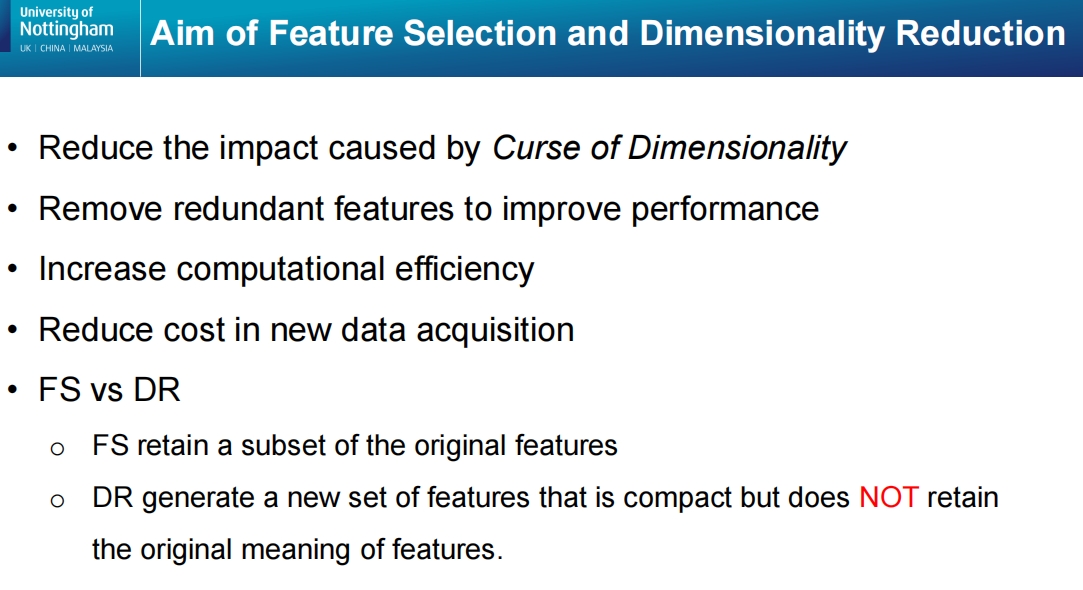 University of
Nottingham
UK | CHINA | MALAYSIA
Aim of Feature Selection and Dimensionality Reduction
• Reduce the impact caused by Curse of Dimensionality
• Remove redundant features to improve performance
• Increase computational efficiency
• Reduce cost in new data acquisition
• FS vs DR
o FS retain a subset of the original features
o DR generate a new set of features that is compact but does NOT retain
the original meaning of features.